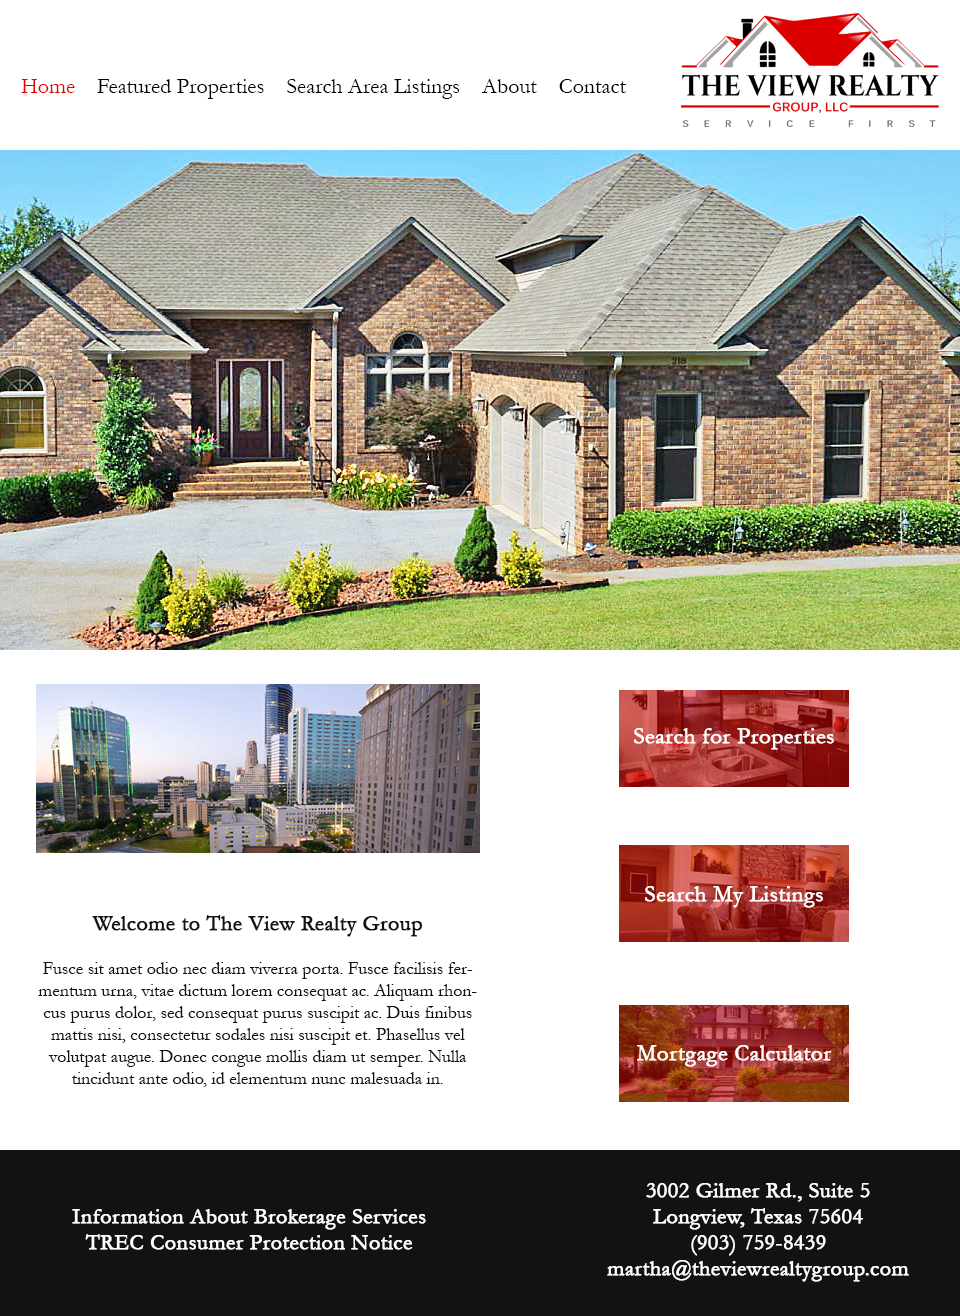 Home Featured Properties Search Area Listings About Contact
THE VIEW REALTY
GROUP, LLC
SERVICE FIRST
218
Search for Properties
Search My Listings
Mortgage Calculator
Welcome to The View Realty Group
Fusce sit amet odio nec diam viverra porta. Fusce facilisis fer-
mentum urna, vitae dictum lorem consequat ac. Aliquam rhon-
cus purus dolor, sed consequat purus suscipit ac. Duis finibus
mattis nisi, consectetur sodales nisi suscipit et. Phasellus vel
volutpat augue. Donec congue mollis diam ut semper. Nulla
tincidunt ante odio, id elementum nunc malesuada in.
Information About Brokerage Services
TREC Consumer Protection Notice
3002 Gilmer Rd., Suite 5
Longview, Texas 75604
(903) 759-8439
martha@theviewrealtygroup.com